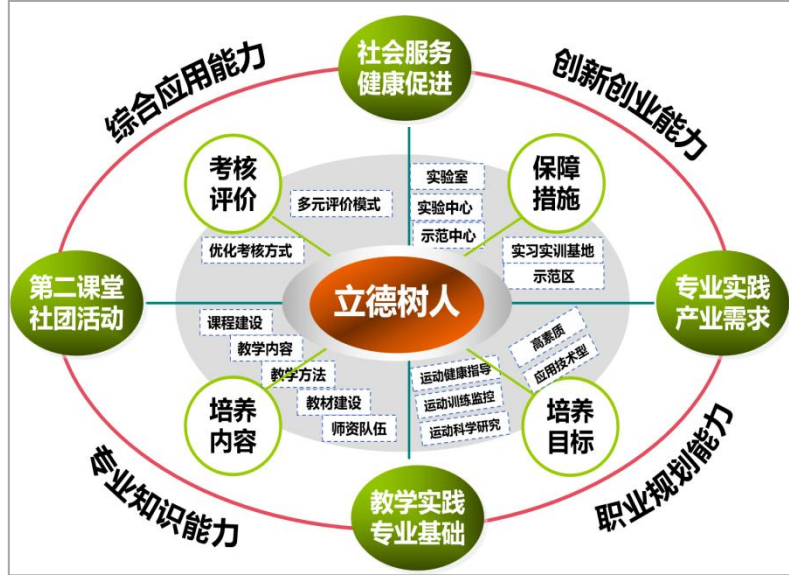 社会服务
健康促进
综合应用能力
创新创业能力
考核
评价
保障
措施
多元评价模式
优化考核方式
实验室
实验中心
示范中心
实习实训基地
示范区
第二课堂
社团活动
立德树人
专业实践
产业需求
课程建设
教学内容
教学方法
教材建设
师资队伍
运动健康指导
运动训练监控
运动科学研究
高素质
应用技术型
培养
内容
培养
目标
专业知识能力
职业规划能力
教学实践
专业基础